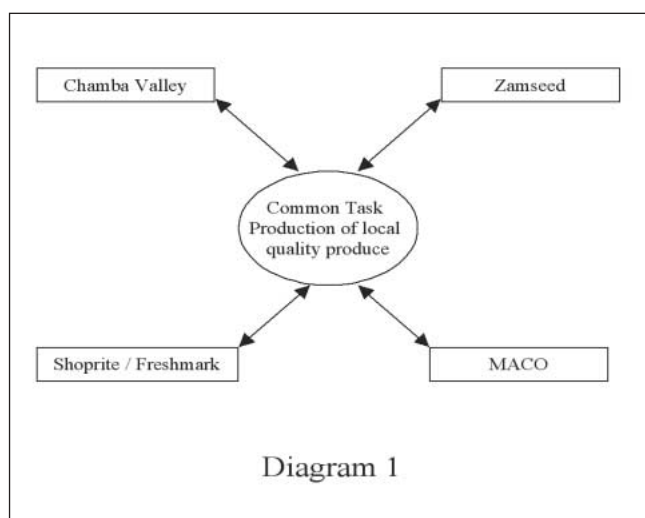 Chamba Valley
Zamseed
Common Task
Production of local
quality produce
Shoprite / Freshmark
MACO
Diagram 1